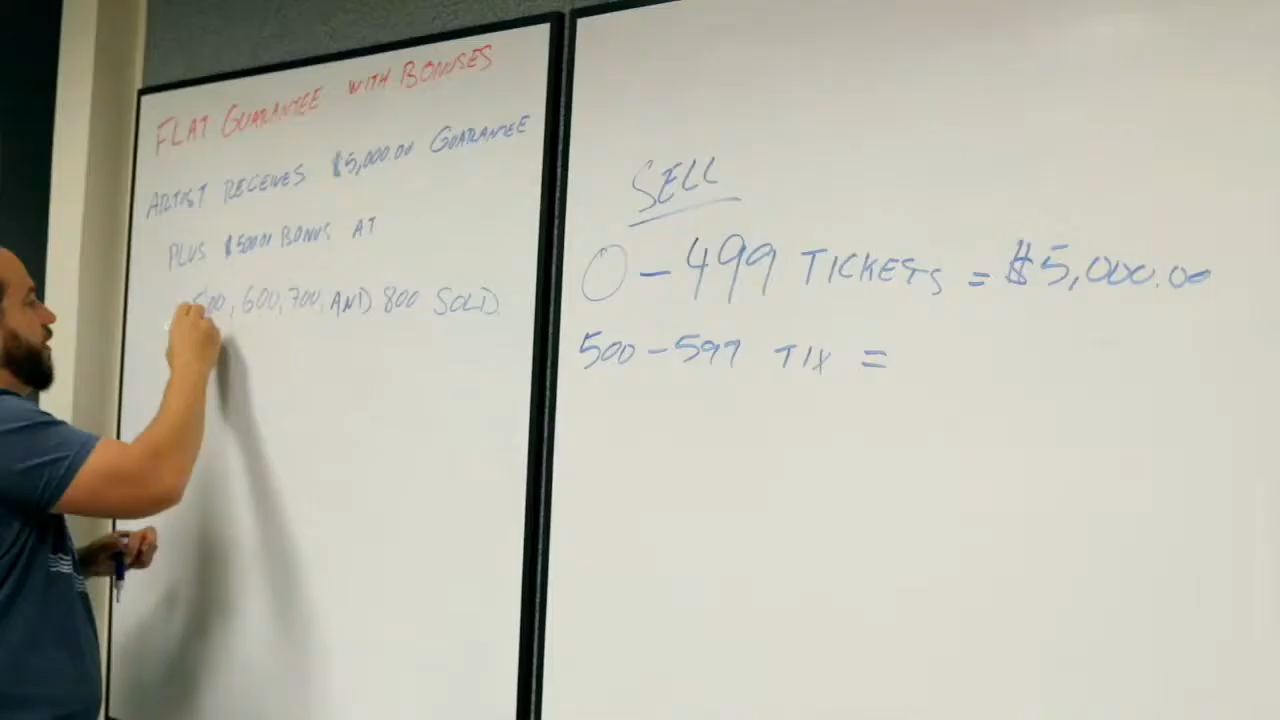 FLAT GUARANTEE WITH BONUSES
ARTIST RECEIVES $5,000.00 GUARANTEE
PLUS $500.00 BONUS AT
500, 600, 700, AND 800 SOLD.
SELL
0 - 499 TICKETS = $5,000.00
500 - 599 TIX =